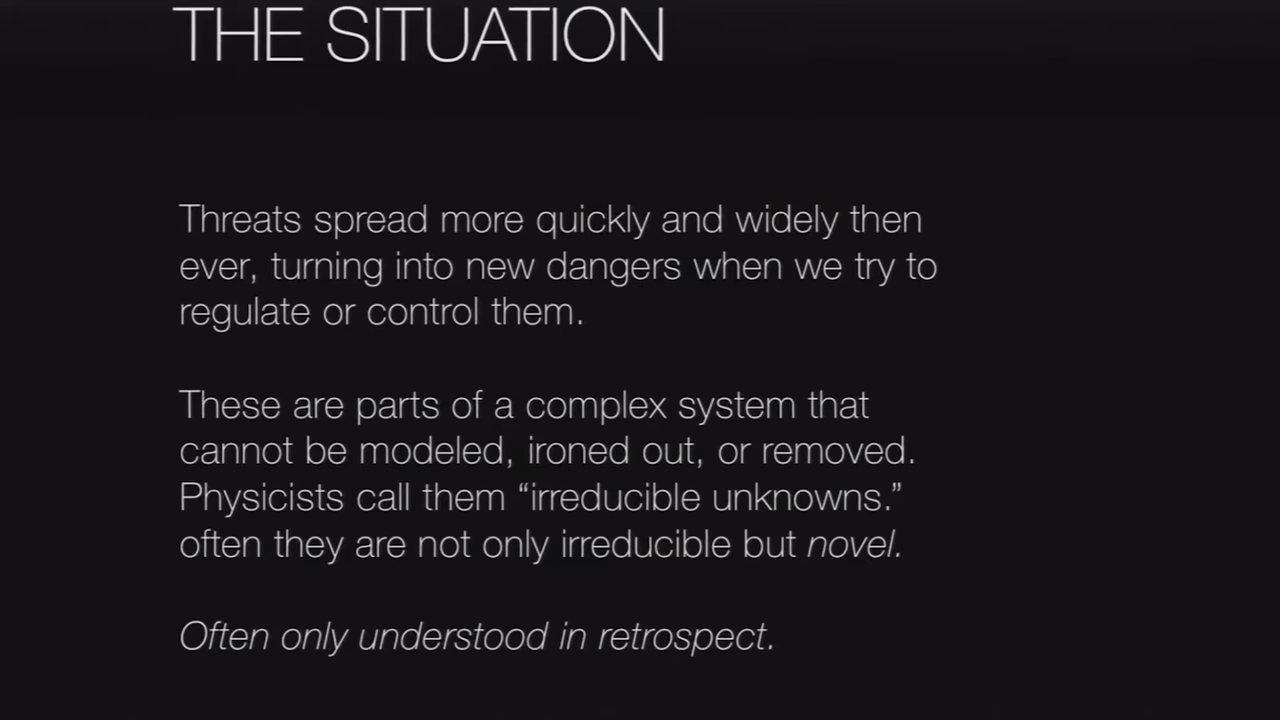 THE SITUATION
Threats spread more quickly and widely then
ever, turning into new dangers when we try to
regulate or control them.
These are parts of a complex system that
cannot be modeled, ironed out, or removed.
Physicists call them “irreducible unknowns.”
often they are not only irreducible but novel.
Often only understood in retrospect.